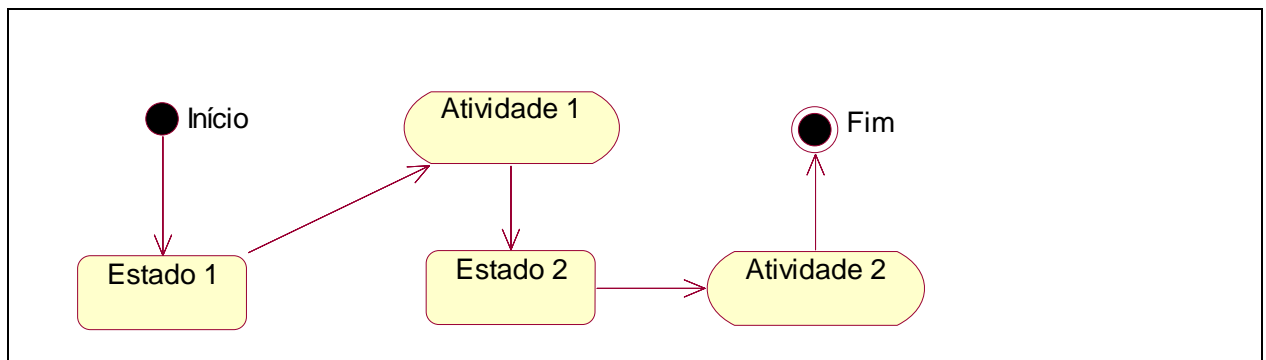 Início
Atividade 1
Fim
Estado 1
Estado 2
Atividade 2